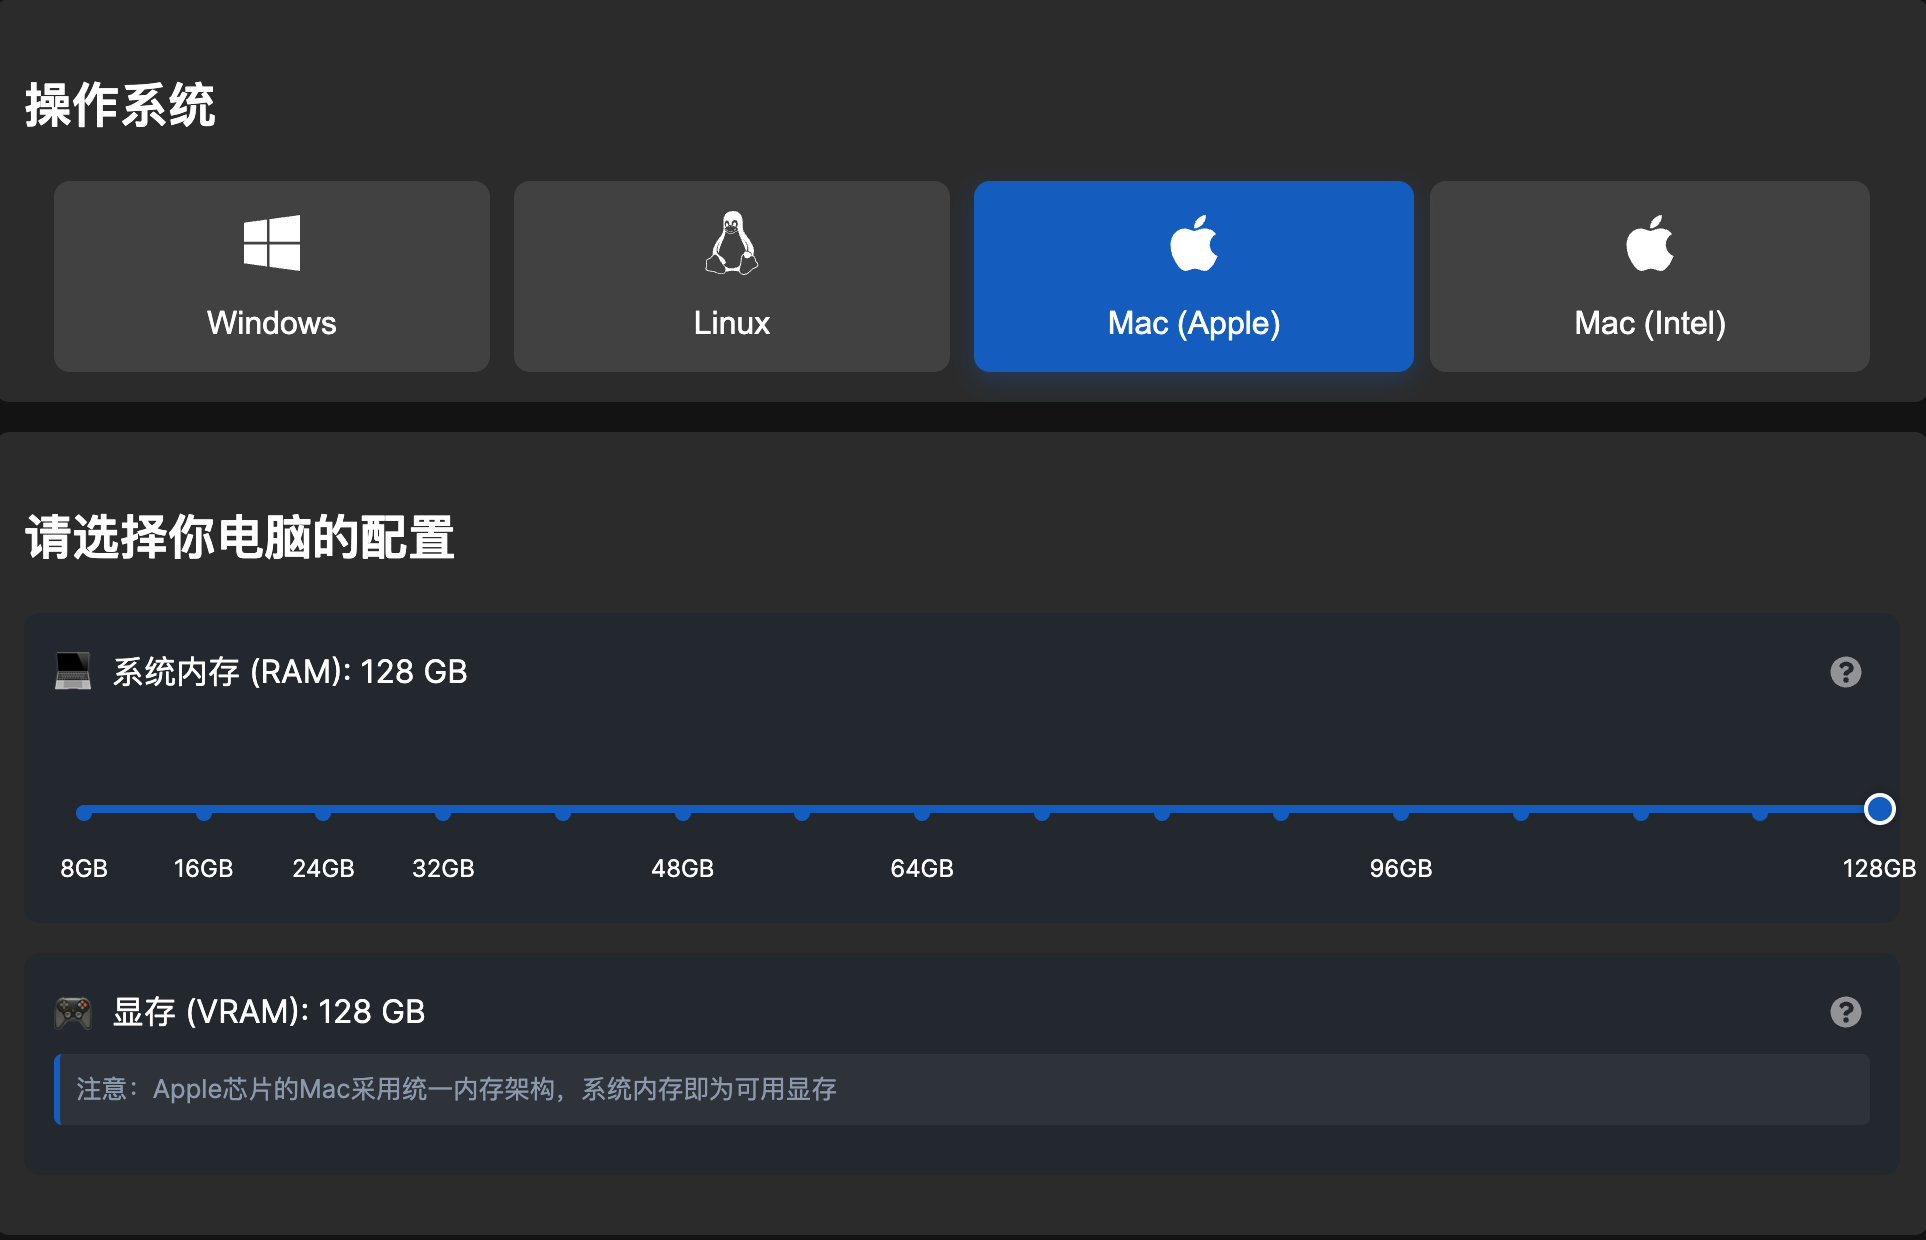 操作系统
Windows
Linux
Mac (Apple)
Mac (Intel)
请选择你电脑的配置
系统内存 (RAM): 128 GB
?
8GB
16GB
24GB
32GB
48GB
64GB
96GB
128GB
显存 (VRAM): 128 GB
?
注意：Apple芯片的Mac采用统一内存架构，系统内存即为可用显存